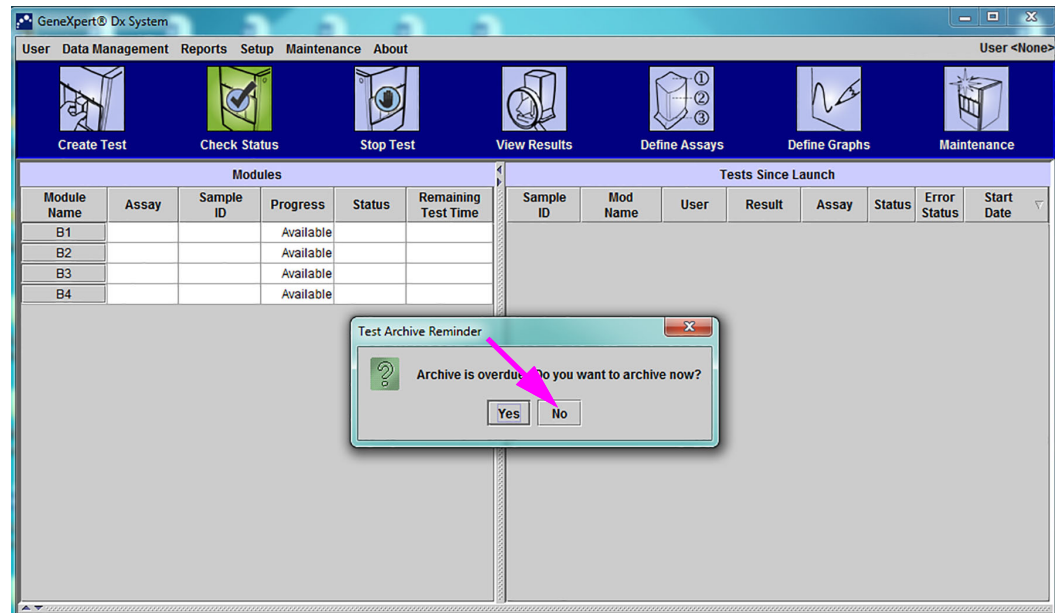 GeneXpert® Dx System
User Data Management Reports Setup Maintenance About User <None>
① ② ③
Create Test Check Status Stop Test View Results Define Assays Define Graphs Maintenance
Modules
Tests Since Launch
Module Name Assay Sample ID Progress Status Remaining Test Time
Sample ID Mod Name User Result Assay Status Error Status Start Date
B1 Available
B2 Available
B3 Available
B4 Available
Test Archive Reminder
Archive is overdue. Do you want to archive now?
Yes No